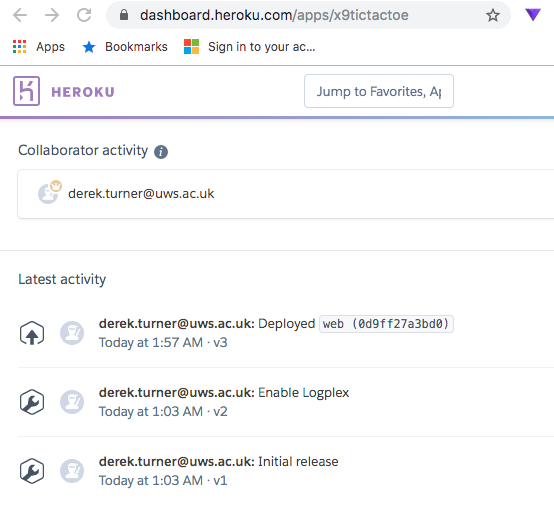 dashboard.heroku.com/apps/x9tictactoe
Apps Bookmarks Sign in to your ac...
HEROKU Jump to Favorites, Ap
Collaborator activity i
derek.turner@uws.ac.uk
Latest activity
derek.turner@uws.ac.uk: Deployed web (0d9ff27a3bd0)
Today at 1:57 AM · v3
derek.turner@uws.ac.uk: Enable Logplex
Today at 1:03 AM · v2
derek.turner@uws.ac.uk: Initial release
Today at 1:03 AM · v1